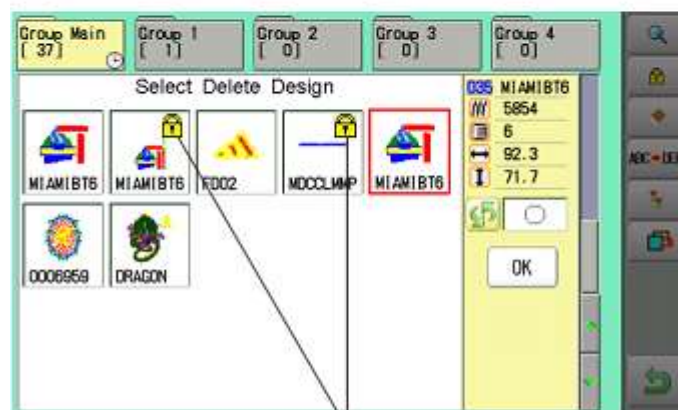 Group Main
[ 37]
Group 1
[ 1]
Group 2
[ 0]
Group 3
[ 0]
Group 4
[ 0]
Select Delete Design
MIAMIBT6
MIAMIBT6
FD02
MDCCLMMP
MIAMIBT6
0006959
DRAGON
035 MIAMIBT6
5854
6
92.3
71.7
OK